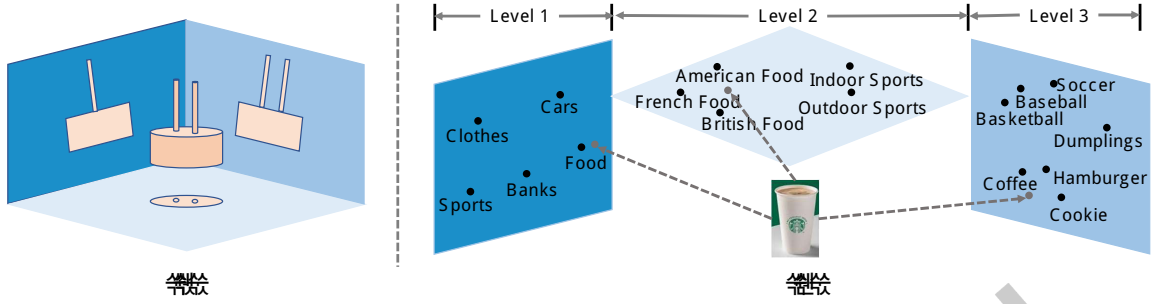 Level 1
Level 2
Level 3
Cars
Clothes
Food
Banks
Sports
American Food
Indoor Sports
French Food
Outdoor Sports
British Food
Soccer
Baseball
Basketball
Dumplings
Coffee
Hamburger
Cookie